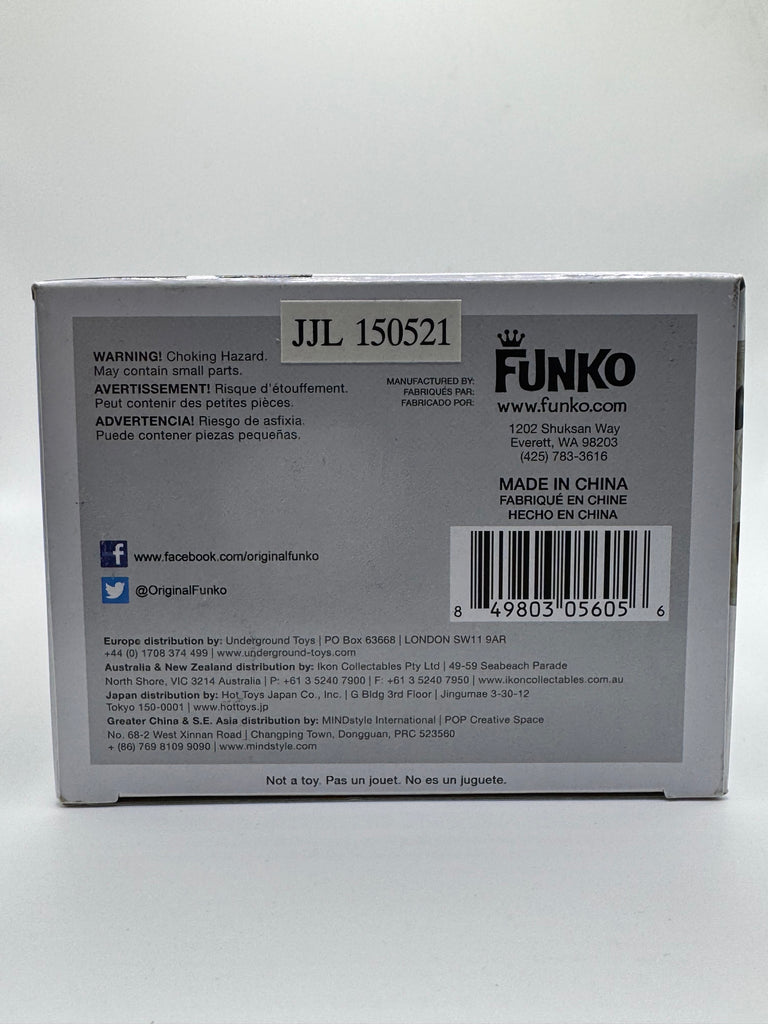 JJL 150521
WARNING! Choking Hazard.
May contain small parts.
AVERTISSEMENT! Risque d'étouffement.
Peut contenir des petites pièces.
ADVERTENCIA! Riesgo de asfixia.
Puede contener piezas pequeñas.
MANUFACTURED BY:
FABRIQUÉS PAR:
FABRICADO POR:
FUNKO
www.funko.com
1202 Shuksan Way
Everett, WA 98203
(425) 783-3616
MADE IN CHINA
FABRIQUÉ EN CHINE
HECHO EN CHINA
8 49803 05605 6
www.facebook.com/originalfunko
@OriginalFunko
Europe distribution by: Underground Toys | PO Box 63668 | LONDON SW11 9AR
+44 (0) 1708 374 499 | www.underground-toys.com
Australia & New Zealand distribution by: Ikon Collectables Pty Ltd | 49-59 Seabeach Parade
North Shore, VIC 3214 Australia | P: +61 3 5240 7900 | F: +61 3 5240 7950 | www.ikoncollectables.com.au
Japan distribution by: Hot Toys Japan Co., Inc. | G Bldg 3rd Floor | Jingumae 3-30-12
Tokyo 150-0001 | www.hottoys.jp
Greater China & S.E. Asia distribution by: MINDstyle International | POP Creative Space
No. 68-2 West Xinnan Road | Changping Town, Dongguan, PRC 523560
+ (86) 769 8109 9090 | www.mindstyle.com
Not a toy. Pas un jouet. No es un juguete.